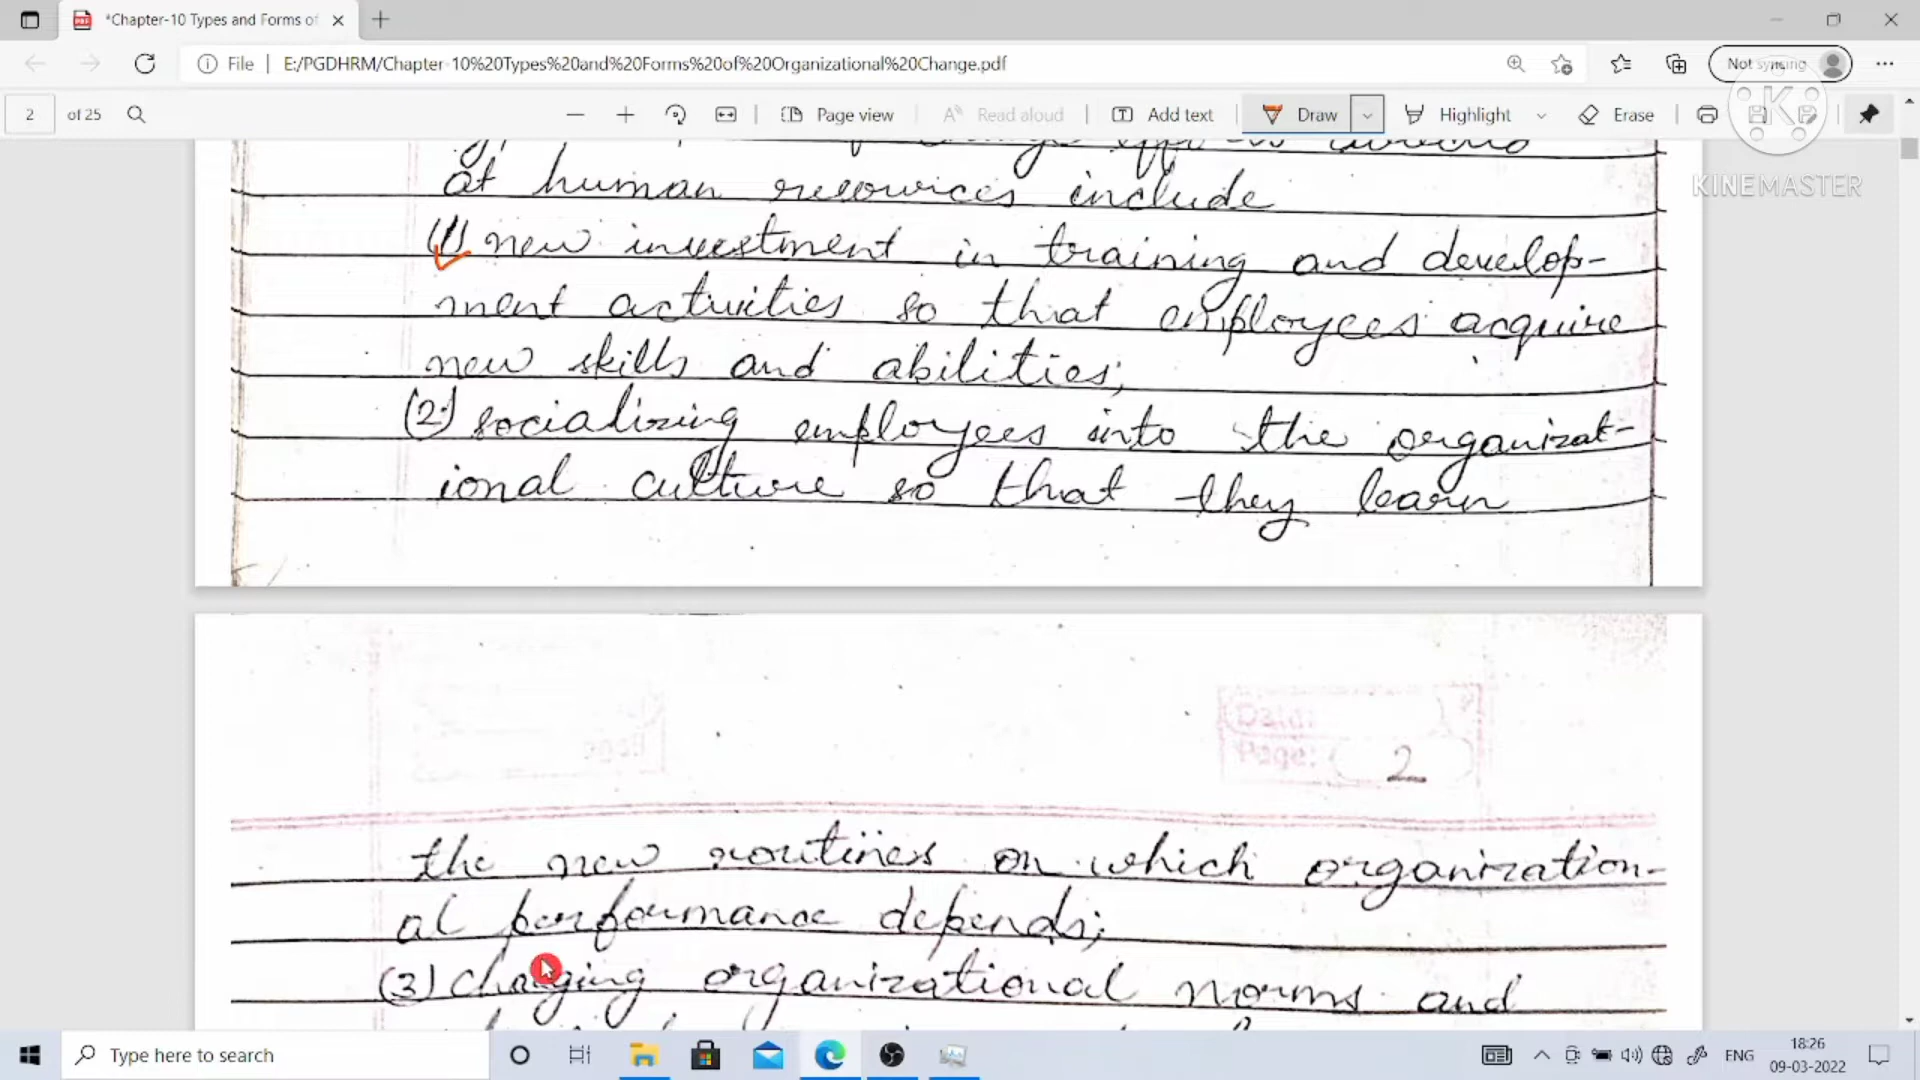 *Chapter-10 Types and Forms of
File
E:/PGDHRM/Chapter-10%20Types%20and%20Forms%20of%20Organizational%20Change.pdf
Not syncing
2 of 25
Page view
Read aloud
Add text
Draw
Highlight
Erase
KINEMASTER
at human resources include
(1) new investment in training and develop-
ment activities so that employees acquire
new skills and abilities;
(2) socializing employees into the organizat-
ional culture so that they learn
Date:
Page: 2
the new routines on which organization-
al performance depends;
(3) changing organizational norms and
Type here to search
ENG
18:26
09-03-2022